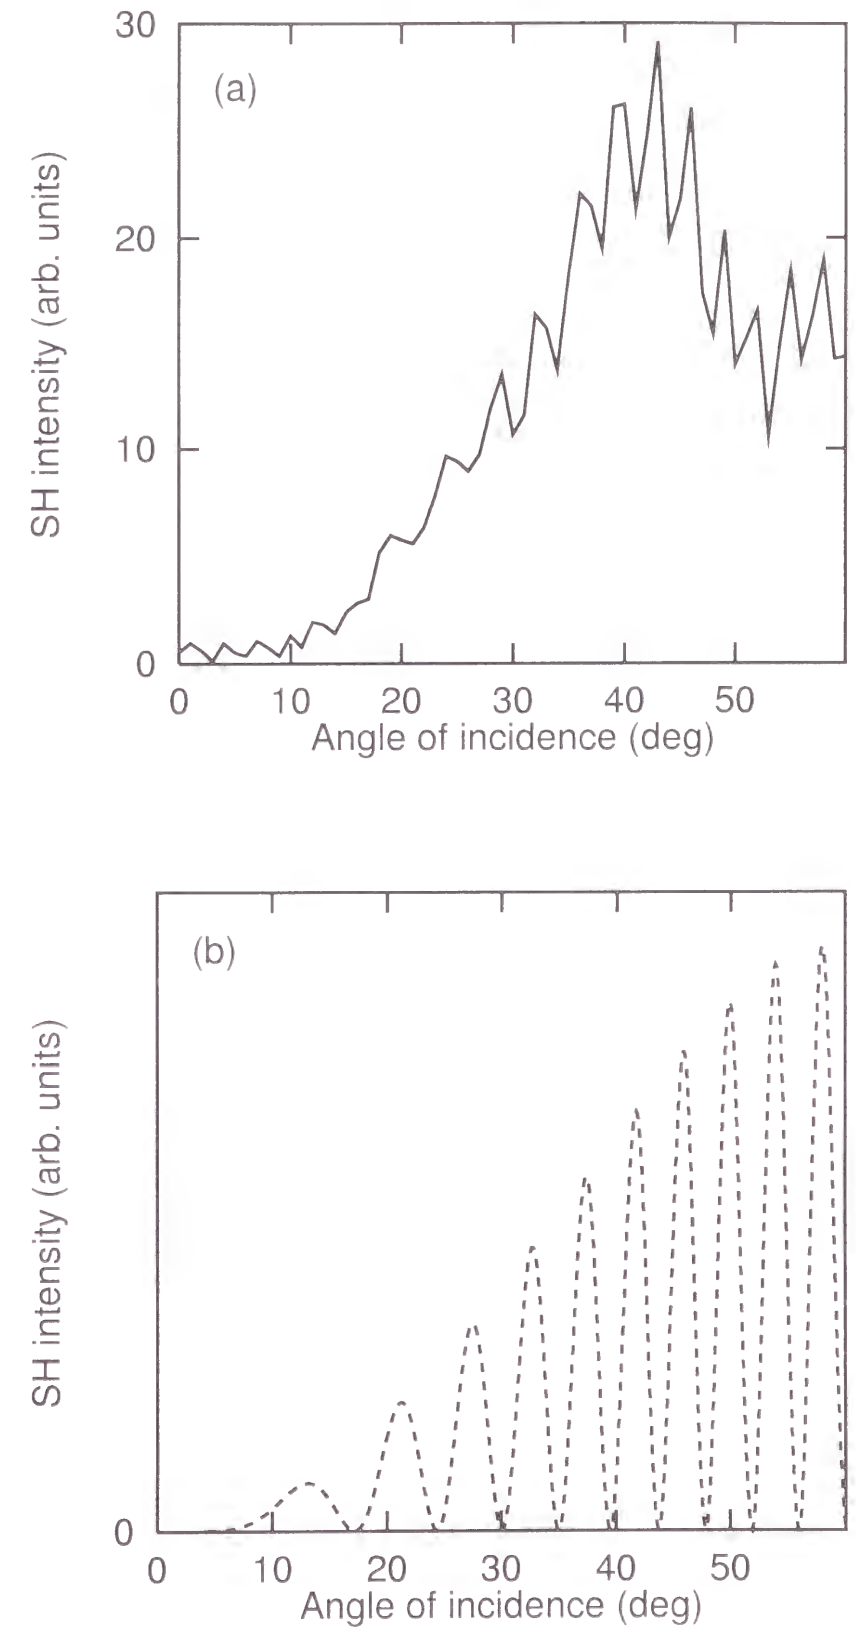 30
(a)
20
10
0
SH intensity (arb. units)
0 10 20 30 40 50
Angle of incidence (deg)
(b)
SH intensity (arb. units)
0
0 10 20 30 40 50
Angle of incidence (deg)